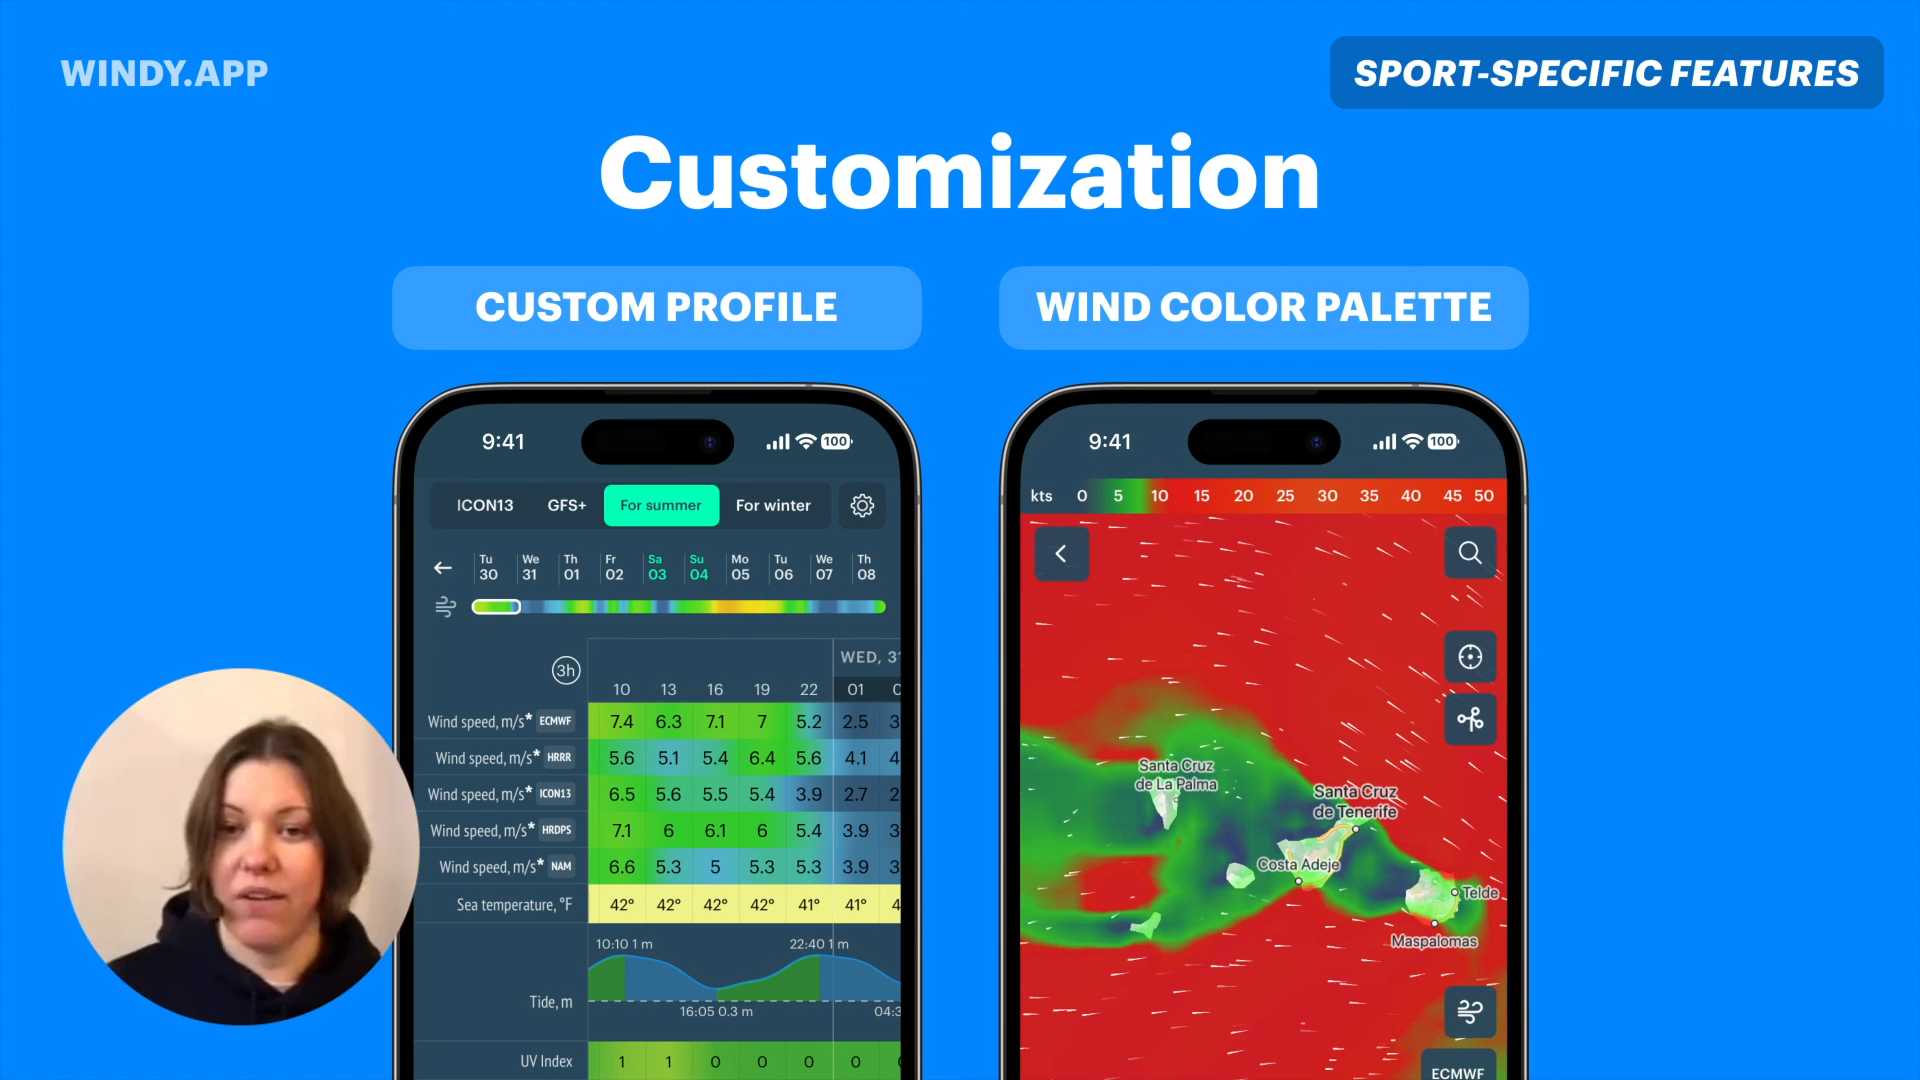 WINDY.APP
SPORT-SPECIFIC FEATURES
Customization
CUSTOM PROFILE
WIND COLOR PALETTE
9:41
100
ICON13 GFS+ For summer For winter
Tu We Th Fr Sa Su Mo Tu We Th
30 31 01 02 03 04 05 06 07 08
WED, 31
3h
10 13 16 19 22 01
Wind speed, m/s* ECMWF 7.4 6.3 7.1 7 5.2 2.5 3
Wind speed, m/s* HRRR 5.6 5.1 5.4 6.4 5.6 4.1 4
Wind speed, m/s* ICON13 6.5 5.6 5.5 5.4 3.9 2.7 2
Wind speed, m/s* HRDPS 7.1 6 6.1 6 5.4 3.9 3
Wind speed, m/s* NAM 6.6 5.3 5 5.3 5.3 3.9 3
Sea temperature, °F 42° 42° 42° 42° 41° 41° 4
10:10 1 m 22:40 1 m
Tide, m
16:05 0.3 m 04:3
UV Index 1 1 0 0 0 0
9:41
100
kts 0 5 10 15 20 25 30 35 40 45 50
Santa Cruz
de La Palma
Santa Cruz
de Tenerife
Costa Adeje
Telde
Maspalomas
ECMWF